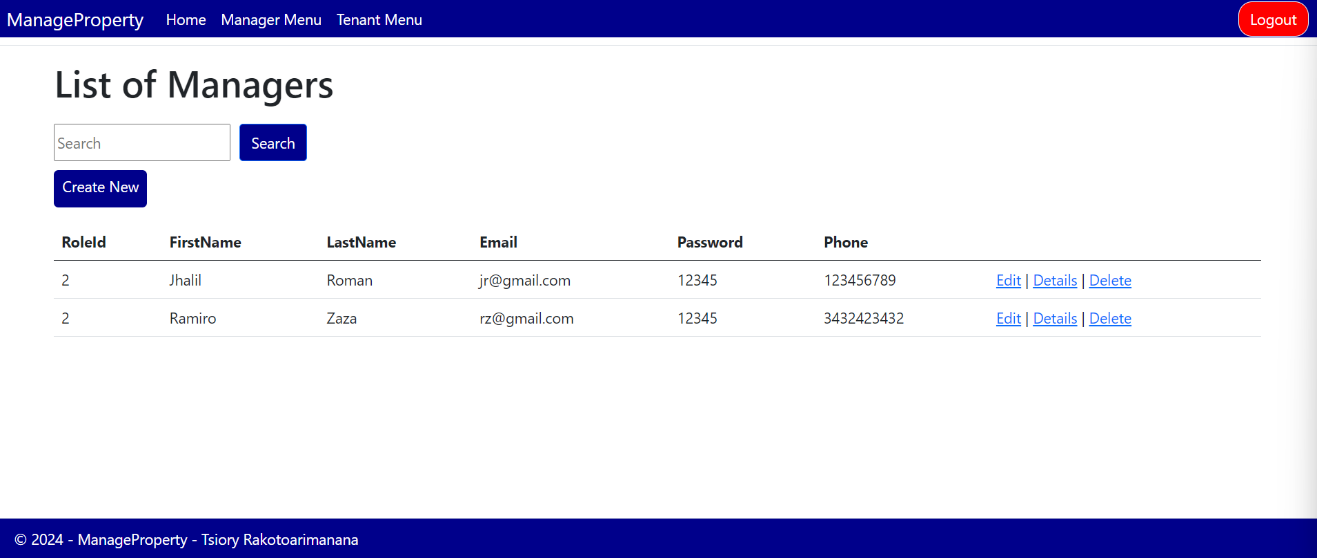 ManageProperty Home Manager Menu Tenant Menu Logout
List of Managers
Search Search
Create New
RoleId FirstName LastName Email Password Phone
2 Jhalil Roman jr@gmail.com 12345 123456789 Edit | Details | Delete
2 Ramiro Zaza rz@gmail.com 12345 3432423432 Edit | Details | Delete
© 2024 - ManageProperty - Tsiory Rakotoarimanana